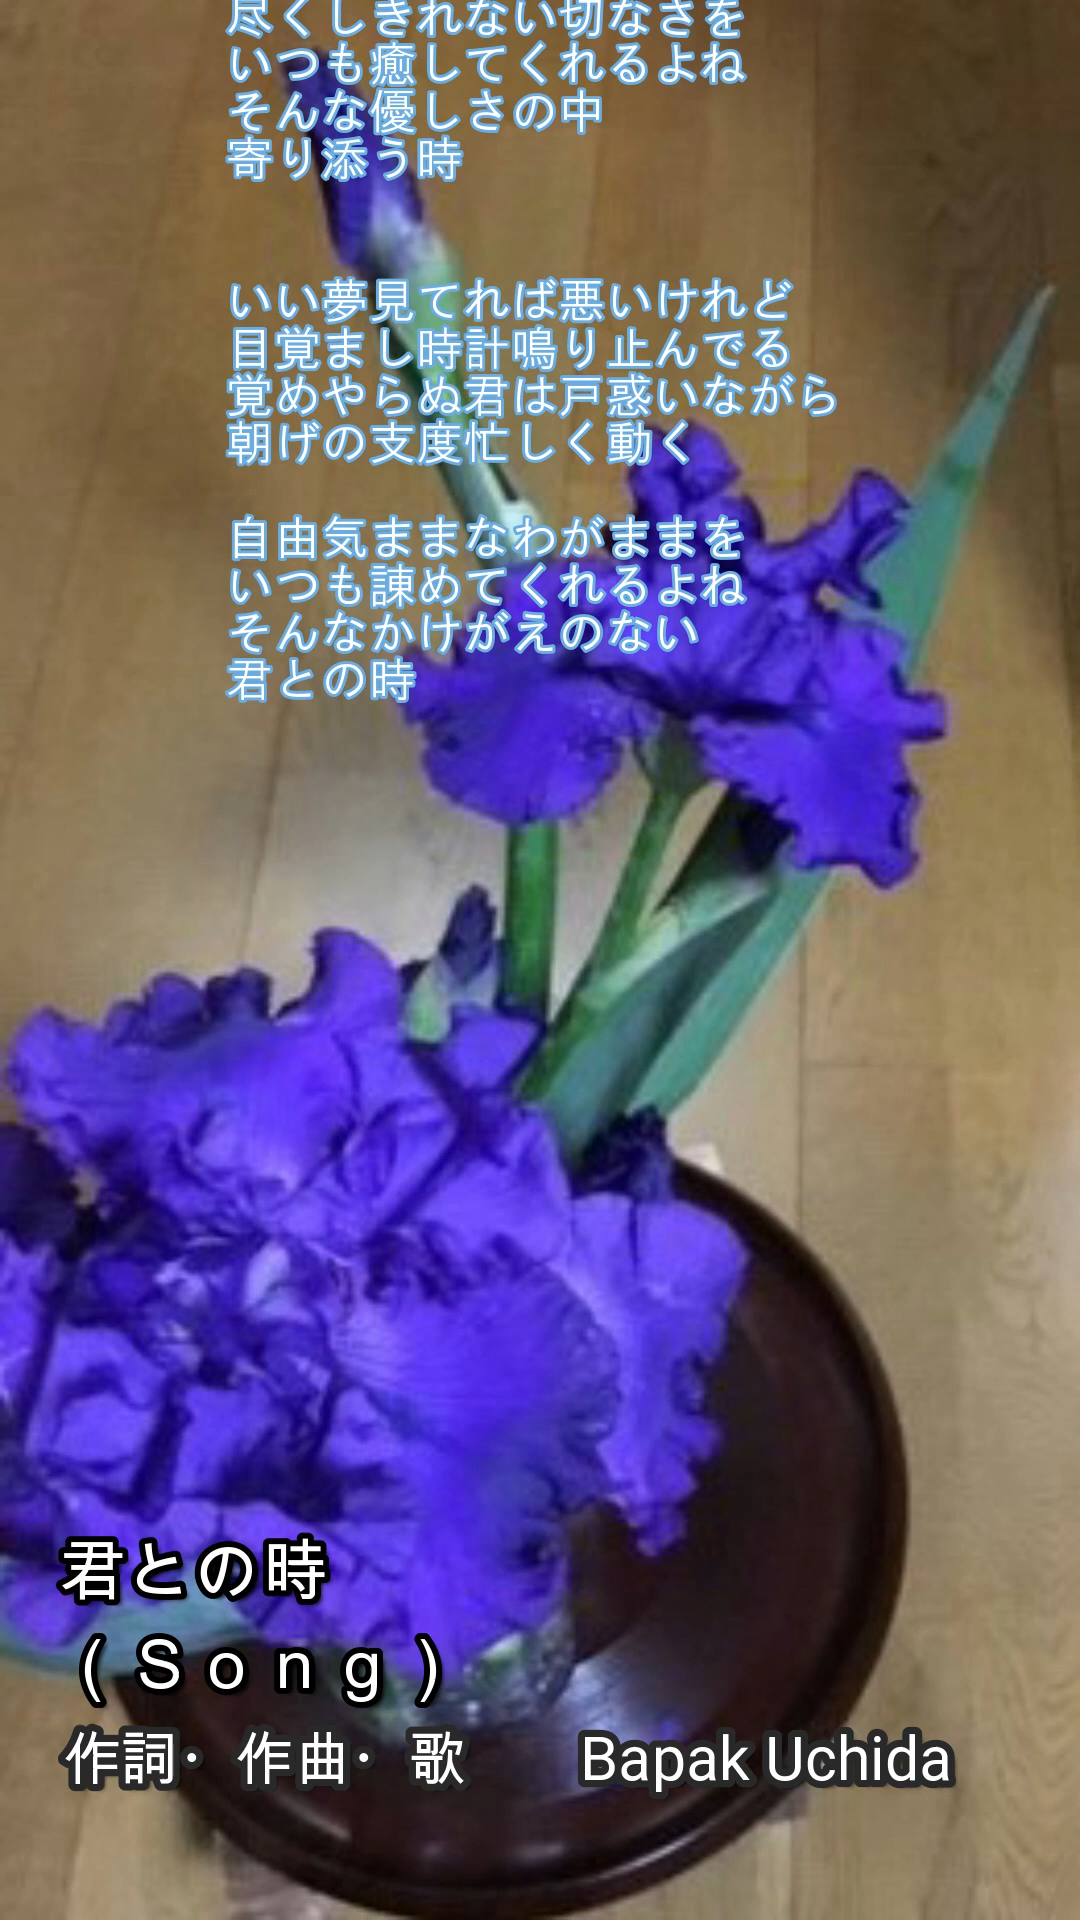 尽くしきれない切なさを
いつも癒してくれるよね
そんな優しさの中
寄り添う時
いい夢見てれば悪いけれど
目覚まし時計鳴り止んでる
覚めやらぬ君は戸惑いながら
朝げの支度忙しく動く
自由気ままなわがままを
いつも諌めてくれるよね
そんなかけがえのない
君との時
君との時
（Ｓｏｎｇ）
作詞・作曲・歌　　Bapak Uchida